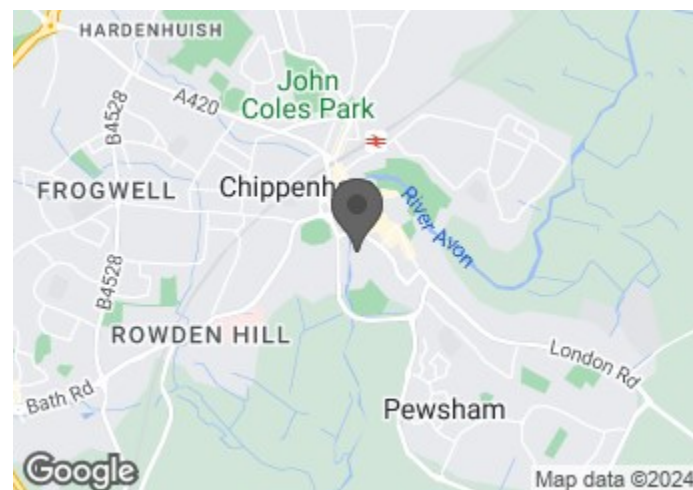 HARDENHUISH
A420
John
Coles Park
B4528
FROGWELL
Chippenh
River Avon
B4528
ROWDEN HILL
London Rd
Bath Rd
Pewsham
Google
Map data ©2024